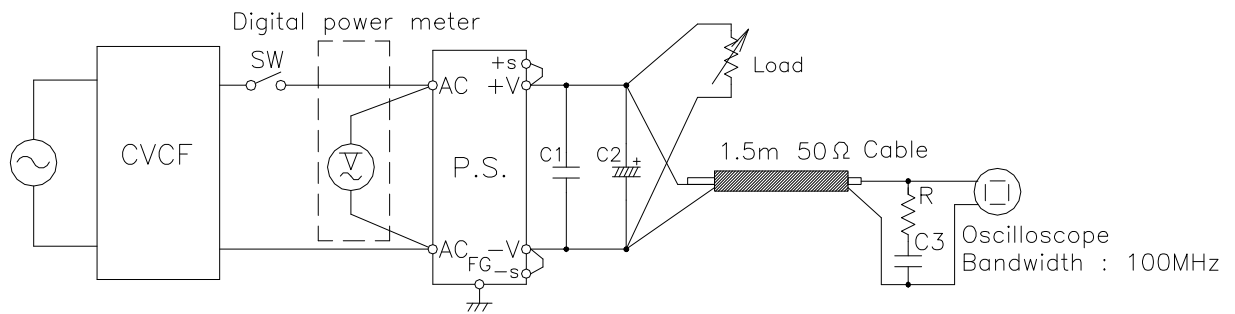 Digital power meter
SW
+s
AC +V
Load
CVCF
V
C1 C2 +
1.5m 50Ω Cable
P.S.
R
C3
AC -V
FG -s
Oscilloscope
Bandwidth : 100MHz